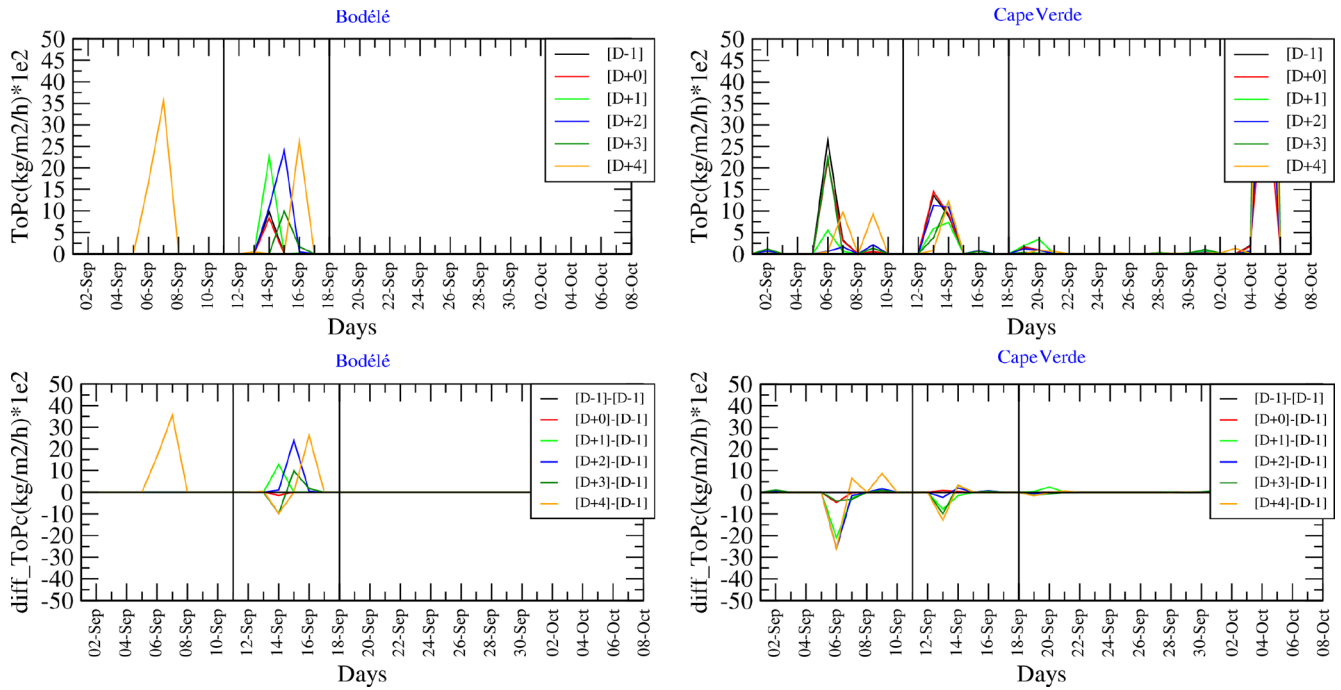 Bodélé
ToPc(kg/m2/h)*1e2
50
45
40
35
30
25
20
15
10
5
0
[D-1]
[D+0]
[D+1]
[D+2]
[D+3]
[D+4]
02-Sep
04-Sep
06-Sep
08-Sep
10-Sep
12-Sep
14-Sep
16-Sep
18-Sep
20-Sep
22-Sep
24-Sep
26-Sep
28-Sep
30-Sep
02-Oct
04-Oct
06-Oct
08-Oct
Days
CapeVerde
ToPc(kg/m2/h)*1e2
50
45
40
35
30
25
20
15
10
5
0
[D-1]
[D+0]
[D+1]
[D+2]
[D+3]
[D+4]
02-Sep
04-Sep
06-Sep
08-Sep
10-Sep
12-Sep
14-Sep
16-Sep
18-Sep
20-Sep
22-Sep
24-Sep
26-Sep
28-Sep
30-Sep
02-Oct
04-Oct
06-Oct
08-Oct
Days
Bodélé
diff_ToPc(kg/m2/h)*1e2
50
40
30
20
10
0
-10
-20
-30
-40
-50
[D-1]-[D-1]
[D+0]-[D-1]
[D+1]-[D-1]
[D+2]-[D-1]
[D+3]-[D-1]
[D+4]-[D-1]
02-Sep
04-Sep
06-Sep
08-Sep
10-Sep
12-Sep
14-Sep
16-Sep
18-Sep
20-Sep
22-Sep
24-Sep
26-Sep
28-Sep
30-Sep
02-Oct
04-Oct
06-Oct
08-Oct
Days
CapeVerde
diff_ToPc(kg/m2/h)*1e2
50
40
30
20
10
0
-10
-20
-30
-40
-50
[D-1]-[D-1]
[D+0]-[D-1]
[D+1]-[D-1]
[D+2]-[D-1]
[D+3]-[D-1]
[D+4]-[D-1]
02-Sep
04-Sep
06-Sep
08-Sep
10-Sep
12-Sep
14-Sep
16-Sep
18-Sep
20-Sep
22-Sep
24-Sep
26-Sep
28-Sep
30-Sep
02-Oct
04-Oct
06-Oct
08-Oct
Days